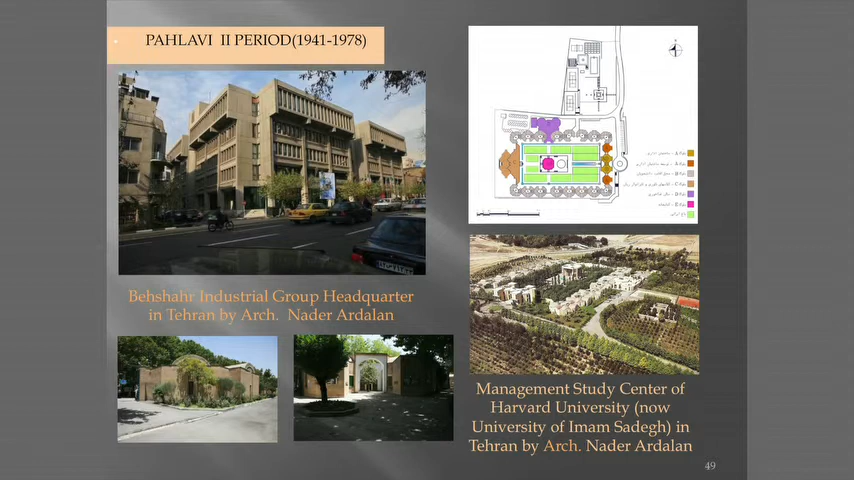 PAHLAVI II PERIOD(1941-1978)
Behshahr Industrial Group Headquarter
in Tehran by Arch. Nader Ardalan
Management Study Center of
Harvard University (now
University of Imam Sadegh) in
Tehran by Arch. Nader Ardalan
49